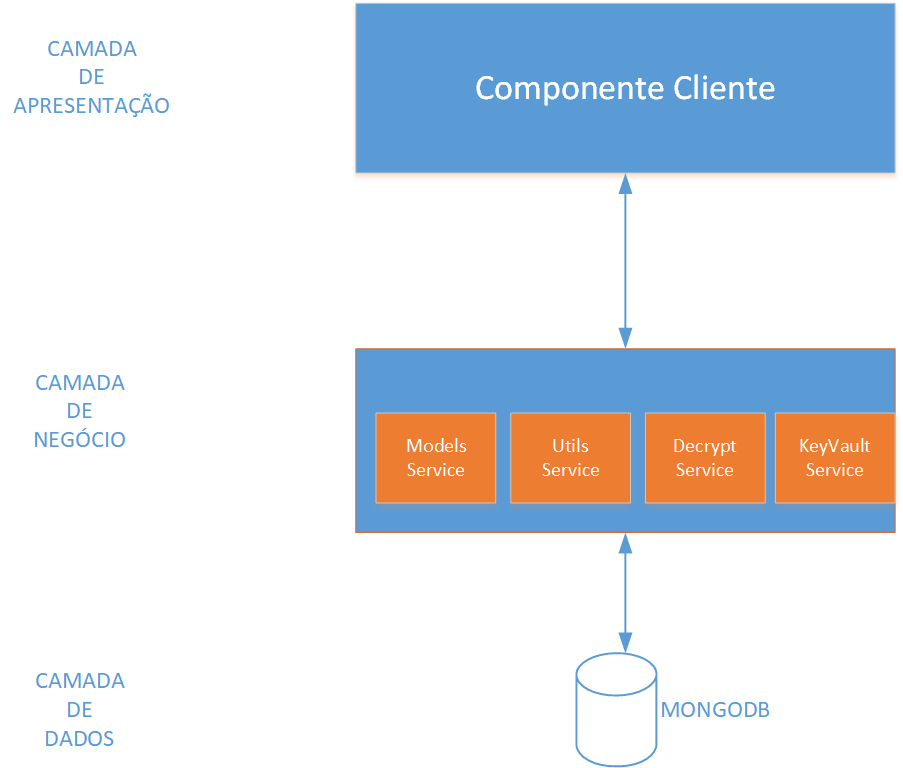 CAMADA
DE
APRESENTAÇÃO
Componente Cliente
CAMADA
DE
NEGÓCIO
Models
Service
Utils
Service
Decrypt
Service
KeyVault
Service
CAMADA
DE
DADOS
MONGODB